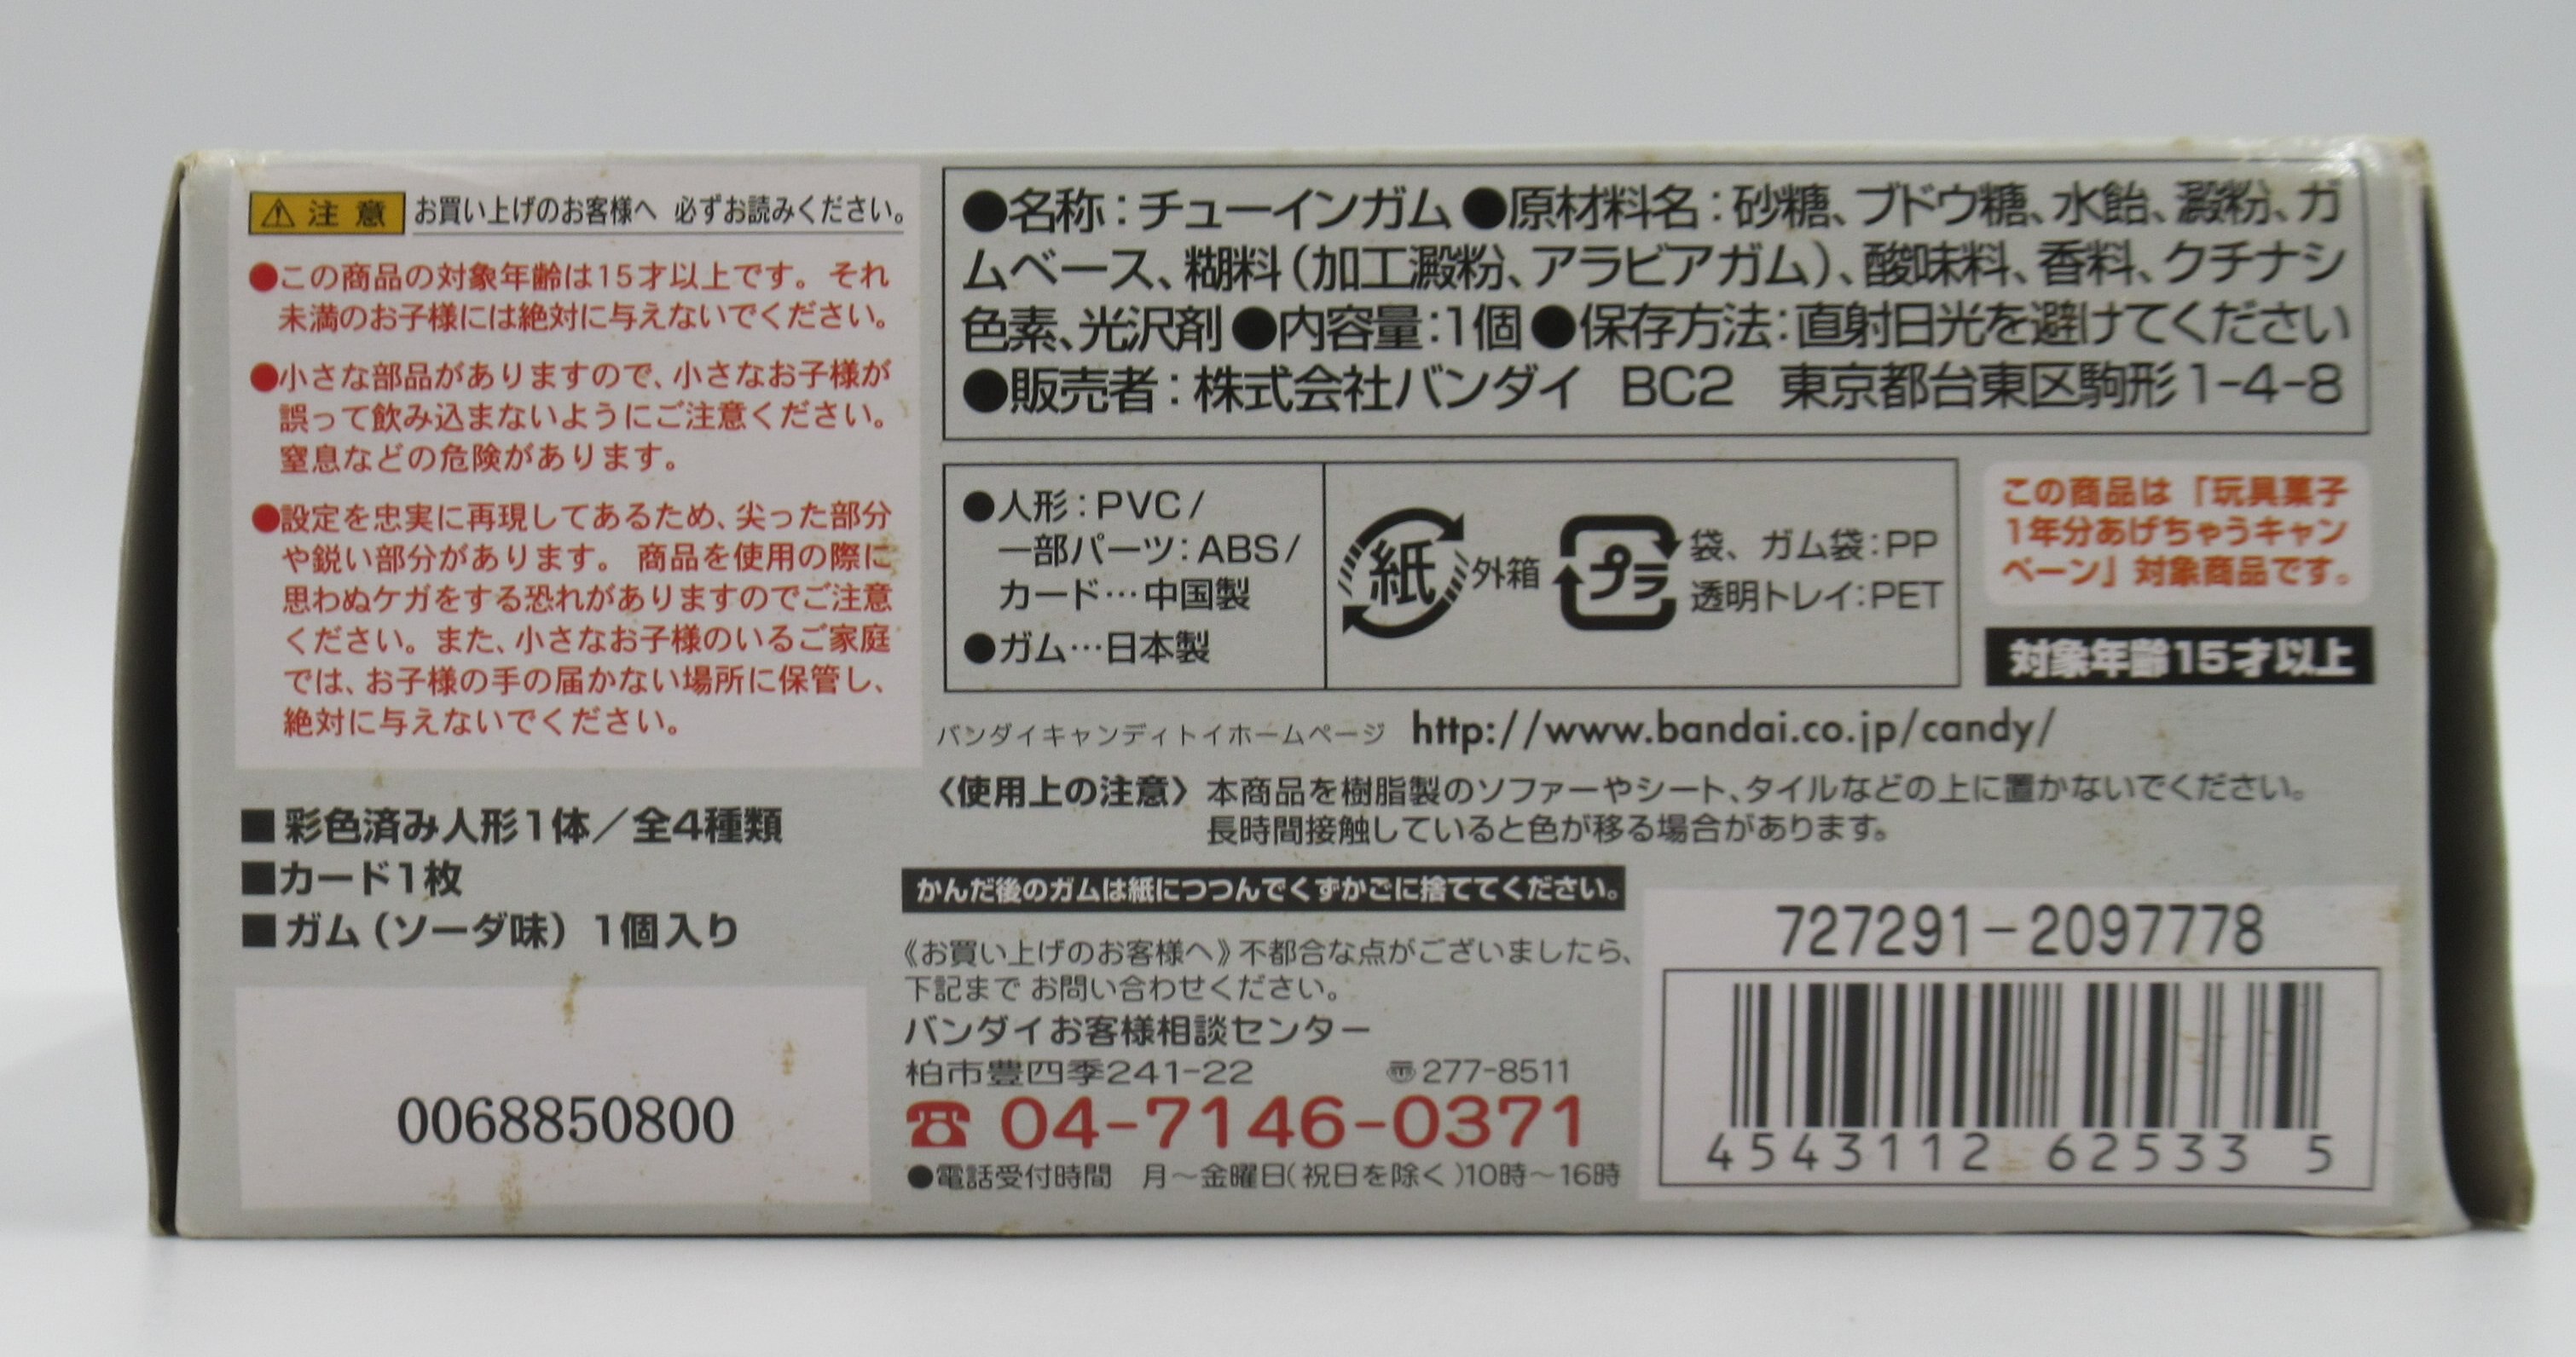 ⚠注意 お買い上げのお客様へ 必ずお読みください。
●この商品の対象年齢は15才以上です。それ
未満のお子様には絶対に与えないでください。
●小さな部品がありますので、小さなお子様が
誤って飲み込まないようにご注意ください。
窒息などの危険があります。
●設定を忠実に再現してあるため、尖った部分
や鋭い部分があります。商品を使用の際に
思わぬケガをする恐れがありますのでご注意
ください。また、小さなお子様のいるご家庭
では、お子様の手の届かない場所に保管し、
絶対に与えないでください。
■彩色済み人形1体／全4種類
■カード1枚
■ガム（ソーダ味）1個入り
0068850800
●名称：チューインガム●原材料名：砂糖、ブドウ糖、水飴、澱粉、ガ
ムベース、糊料（加工澱粉、アラビアガム）、酸味料、香料、クチナシ
色素、光沢剤●内容量：1個●保存方法：直射日光を避けてください
●販売者：株式会社バンダイ BC2 東京都台東区駒形1-4-8
●人形：PVC/
一部パーツ：ABS/
カード…中国製
●ガム…日本製
紙 外箱
プラ 袋、ガム袋：PP
透明トレイ：PET
この商品は「玩具菓子
1年分あげちゃうキャン
ペーン」対象商品です。
対象年齢15才以上
バンダイキャンディトイホームページ http://www.bandai.co.jp/candy/
〈使用上の注意〉本商品を樹脂製のソファーやシート、タイルなどの上に置かないでください。
長時間接触していると色が移る場合があります。
かんだ後のガムは紙につつんでくずかごに捨ててください。
《お買い上げのお客様へ》不都合な点がございましたら、
下記まで お問い合わせください。
バンダイお客様相談センター
柏市豊四季241-22 〠277-8511
☎04-7146-0371
●電話受付時間 月～金曜日（祝日を除く）10時～16時
727291-2097778
4543112 62533 5